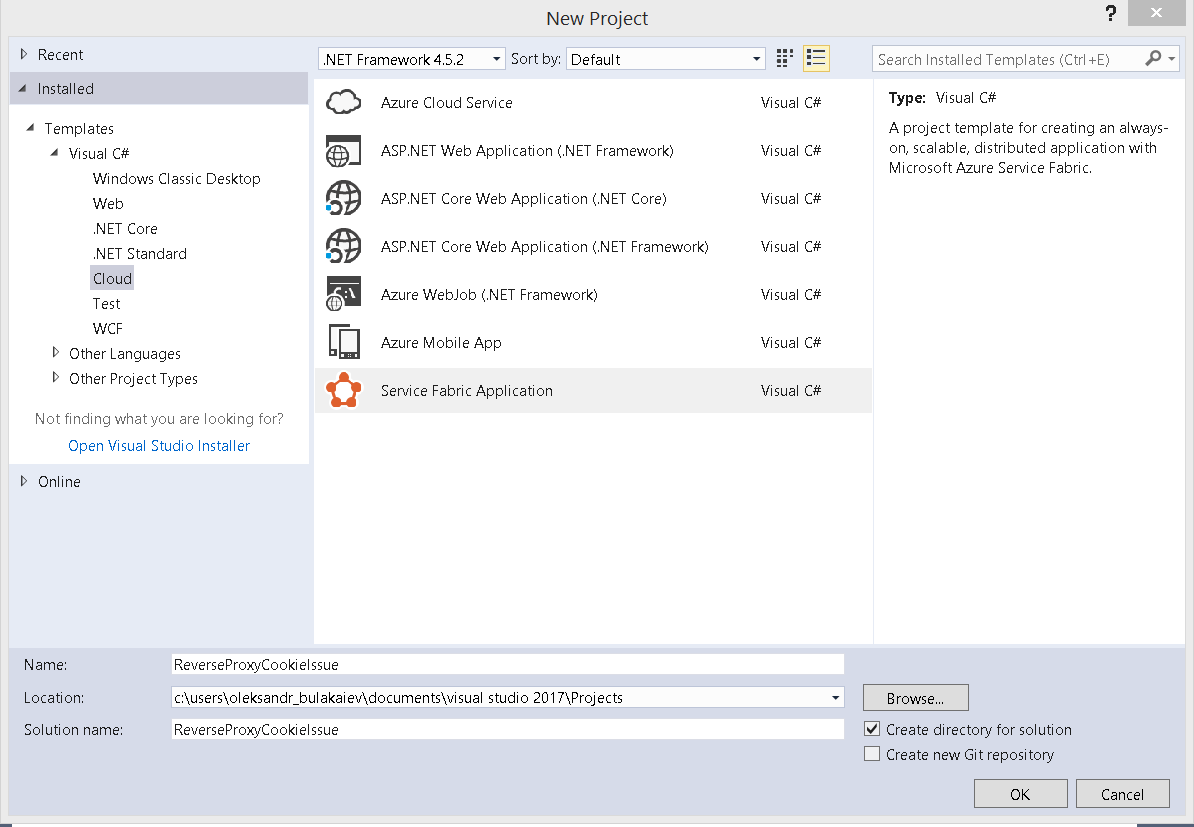 New Project
?
Recent
Installed
Templates
Visual C#
Windows Classic Desktop
Web
.NET Core
.NET Standard
Cloud
Test
WCF
Other Languages
Other Project Types
Not finding what you are looking for?
Open Visual Studio Installer
Online
.NET Framework 4.5.2 Sort by: Default
Azure Cloud Service Visual C#
ASP.NET Web Application (.NET Framework) Visual C#
ASP.NET Core Web Application (.NET Core) Visual C#
ASP.NET Core Web Application (.NET Framework) Visual C#
Azure WebJob (.NET Framework) Visual C#
Azure Mobile App Visual C#
Service Fabric Application Visual C#
Search Installed Templates (Ctrl+E)
Type: Visual C#
A project template for creating an always-
on, scalable, distributed application with
Microsoft Azure Service Fabric.
Name: ReverseProxyCookieIssue
Location: c:\users\oleksandr_bulakaiev\documents\visual studio 2017\Projects Browse...
Solution name: ReverseProxyCookieIssue
Create directory for solution
Create new Git repository
OK Cancel